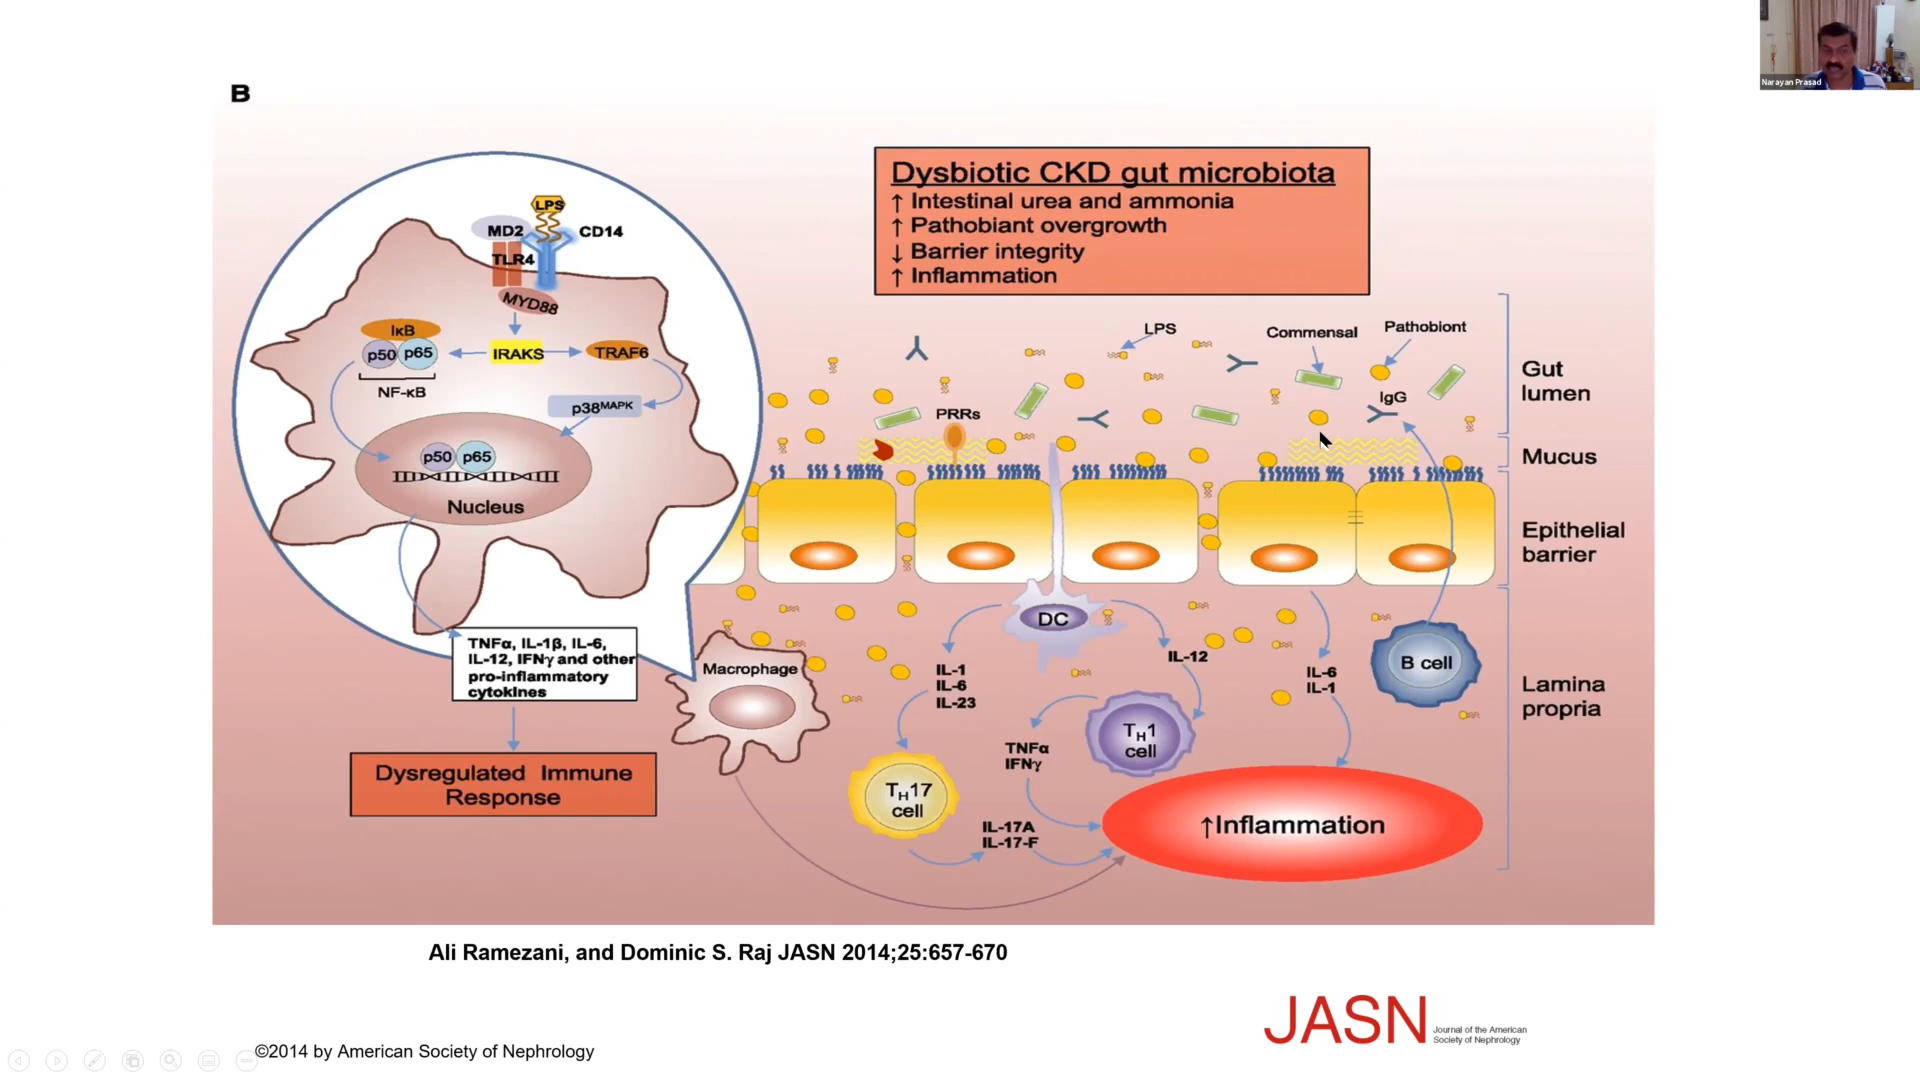 Narayan Prasad
B
Dysbiotic CKD gut microbiota
↑ Intestinal urea and ammonia
↑ Pathobiant overgrowth
↓ Barrier integrity
↑ Inflammation
LPS
MD2
CD14
TLR4
MYD88
IκB
p50 p65
IRAKS
TRAF6
NF-κB
p38MAPK
p50 p65
Nucleus
TNFα, IL-1β, IL-6,
IL-12, IFNγ and other
pro-inflammatory
cytokines
Dysregulated Immune
Response
LPS
Commensal
Pathobiont
IgG
PRRs
Gut
lumen
Mucus
Epithelial
barrier
Lamina
propria
Macrophage
DC
IL-1
IL-6
IL-23
IL-12
IL-6
IL-1
B cell
TH1
cell
TNFα
IFNγ
TH17
cell
IL-17A
IL-17-F
↑Inflammation
Ali Ramezani, and Dominic S. Raj JASN 2014;25:657-670
JASN
Journal of the American
Society of Nephrology
©2014 by American Society of Nephrology